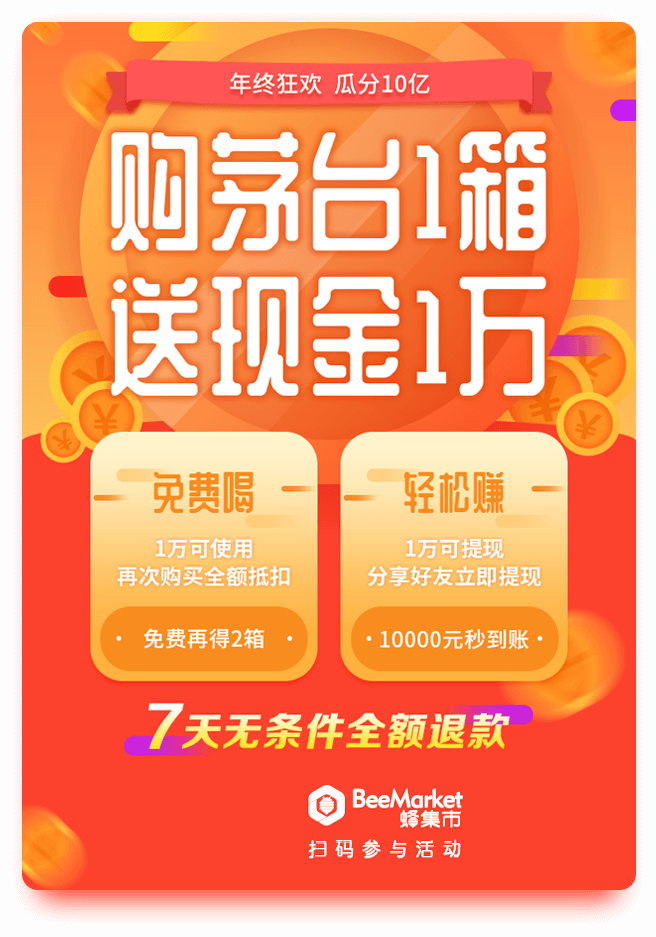 年终狂欢 瓜分10亿
购茅台1箱
送现金1万
免费喝
1万可使用
再次购买全额抵扣
· 免费再得2箱 ·
轻松赚
1万可提现
分享好友立即提现
· 10000元秒到账 ·
7天无条件全额退款
BeeMarket
蜂集市
扫码参与活动